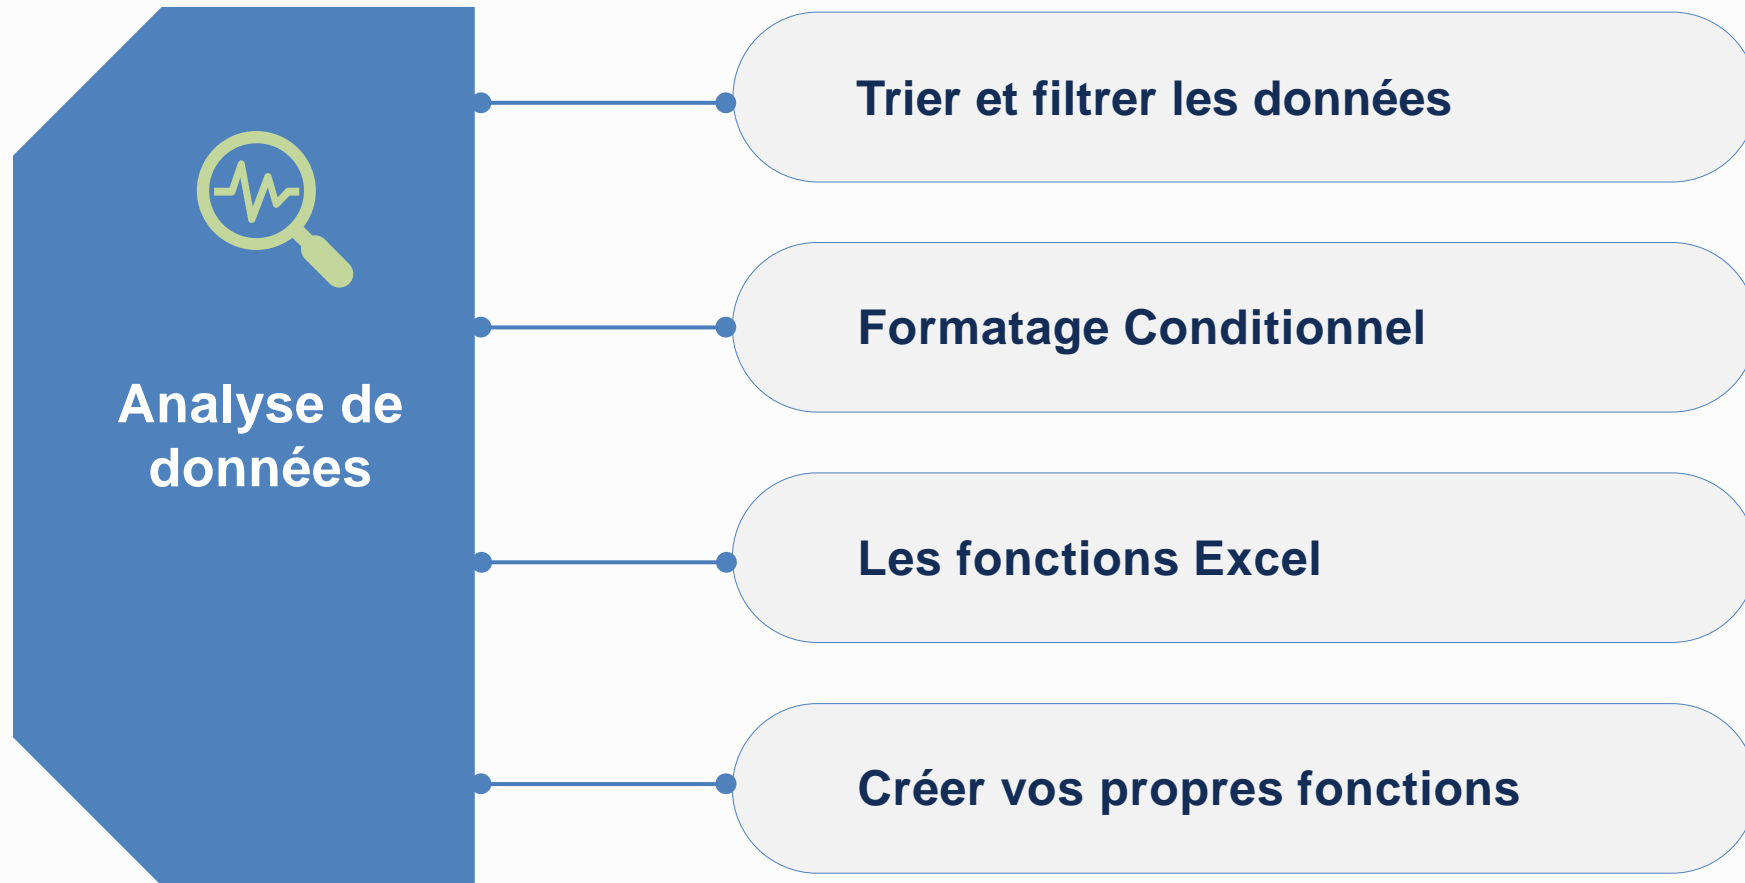 Analyse de
données
Trier et filtrer les données
Formatage Conditionnel
Les fonctions Excel
Créer vos propres fonctions